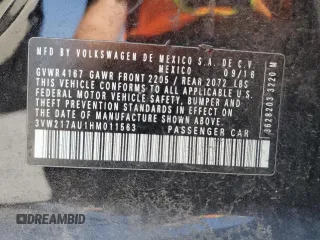 MFD BY VOLKSWAGEN DE MEXICO S.A. DE C.V.
MEXICO 09/16
GVWR4167 GAWR FRONT 2205 / REAR 2072 LBS
THIS VEHICLE CONFORMS TO ALL APPLICABLE U.S.
FEDERAL MOTOR VEHICLE SAFETY, BUMPER AND
THEFT PREVENTION STANDARDS IN EFFECT ON
THE DATE OF MANUFACTURE SHOWN ABOVE.
3VW217AU1HM011563 PASSENGER CAR
3220 M
© DREAMBID